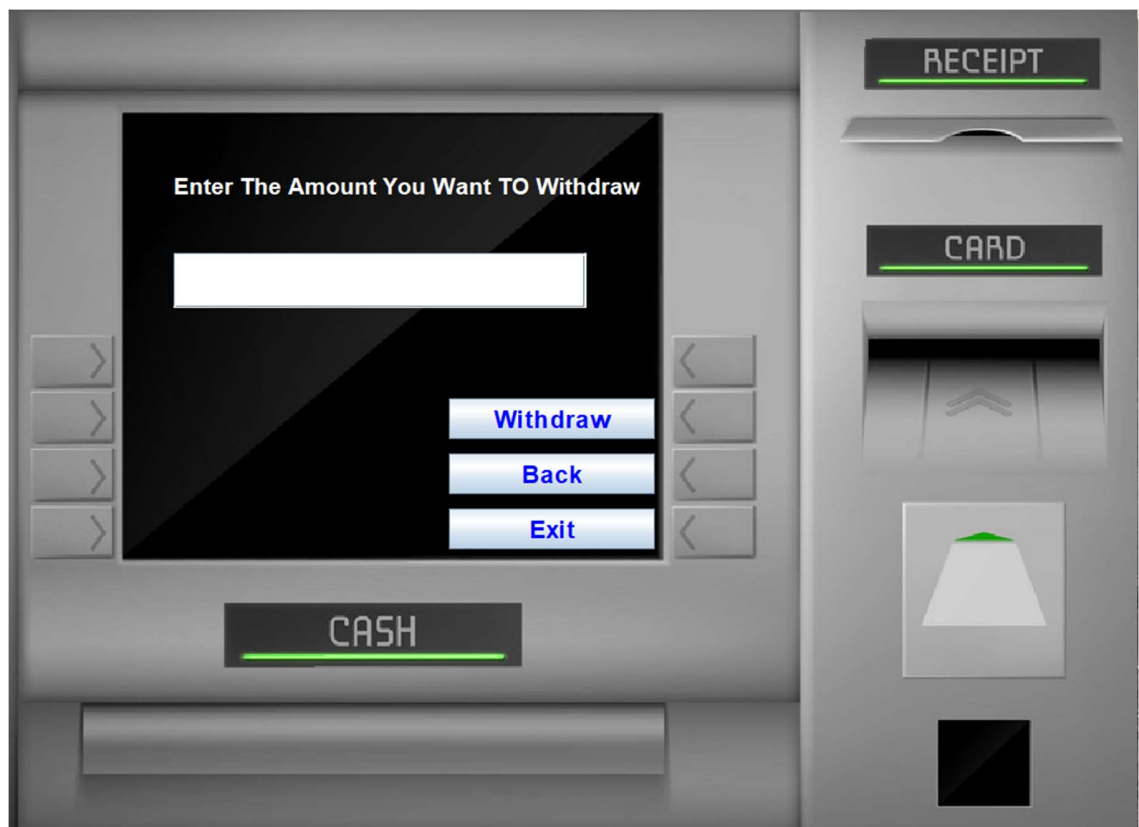 RECEIPT
Enter The Amount You Want TO Withdraw
CARD
Withdraw
Back
Exit
CASH